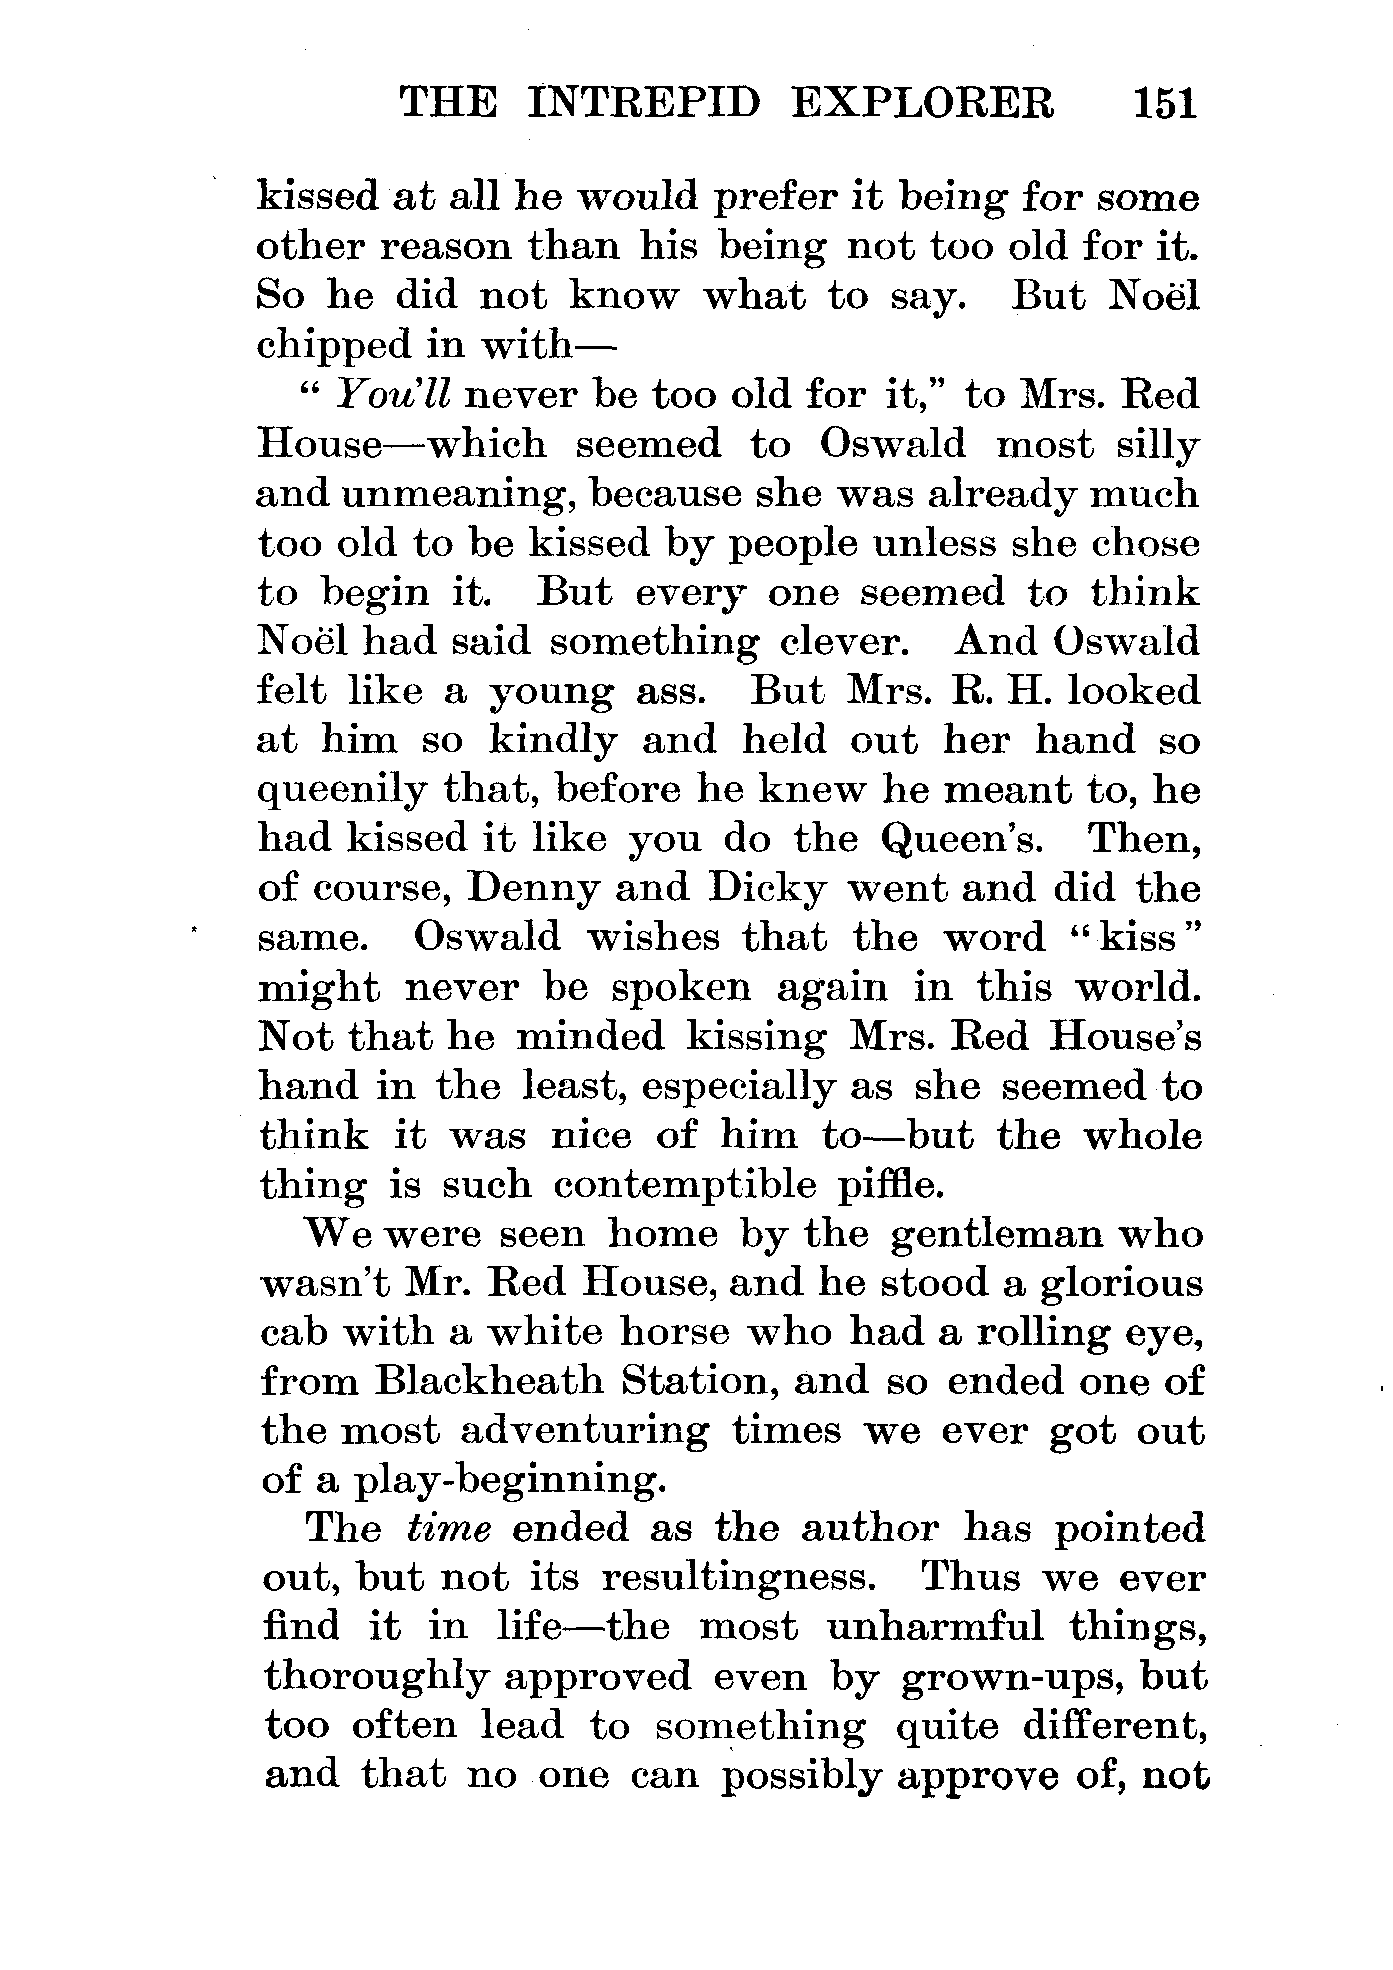 THE INTREPID EXPLORER 151
kissed at all he would prefer it being for some
other reason than his being not too old for it.
So he did not know what to say. But Noël
chipped in with—
“ You'll never be too old for it,” to Mrs. Red
House—which seemed to Oswald most silly
and unmeaning, because she was already much
too old to be kissed by people unless she chose
to begin it. But every one seemed to think
Noël had said something clever. And Oswald
felt like a young ass. But Mrs. R. H. looked
at him so kindly and held out her hand so
queenily that, before he knew he meant to, he
had kissed it like you do the Queen's. Then,
of course, Denny and Dicky went and did the
same. Oswald wishes that the word “kiss”
might never be spoken again in this world.
Not that he minded kissing Mrs. Red House's
hand in the least, especially as she seemed to
think it was nice of him to—but the whole
thing is such contemptible piffle.
We were seen home by the gentleman who
wasn't Mr. Red House, and he stood a glorious
cab with a white horse who had a rolling eye,
from Blackheath Station, and so ended one of
the most adventuring times we ever got out
of a play-beginning.
The time ended as the author has pointed
out, but not its resultingness. Thus we ever
find it in life—the most unharmful things,
thoroughly approved even by grown-ups, but
too often lead to something quite different,
and that no one can possibly approve of, not